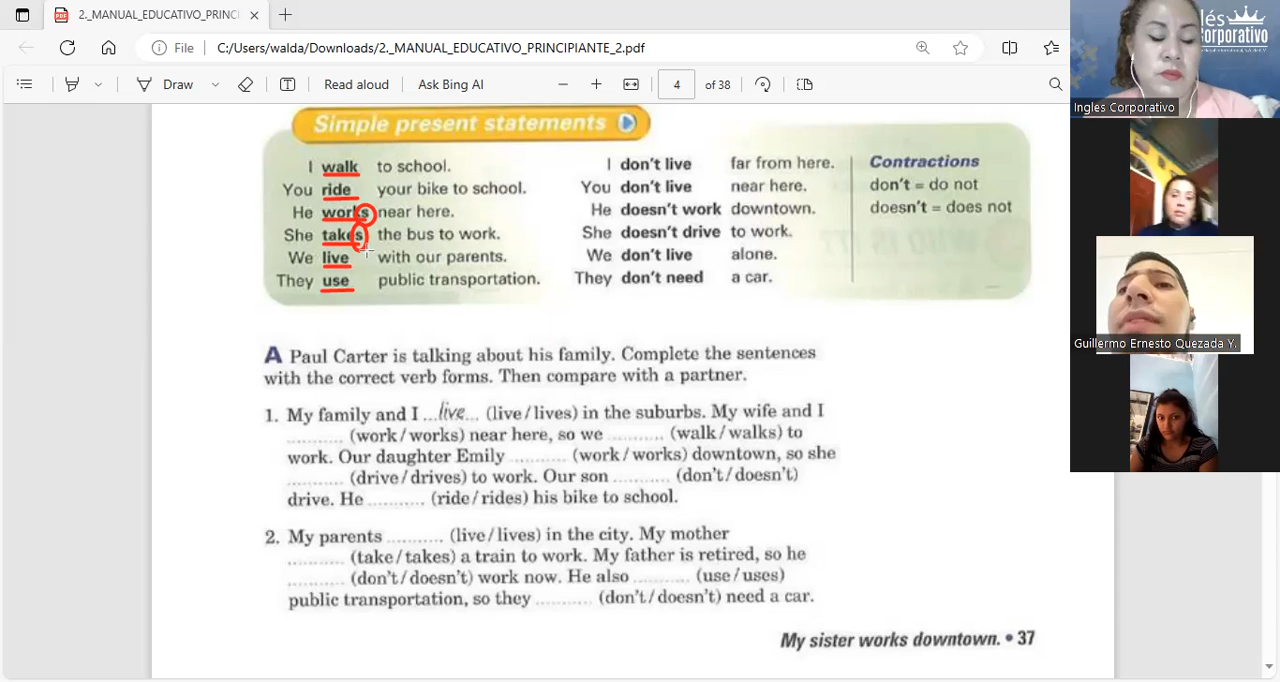 2._MANUAL_EDUCATIVO_PRINCI
File
C:/Users/walda/Downloads/2._MANUAL_EDUCATIVO_PRINCIPIANTE_2.pdf
Draw
Read aloud
Ask Bing AI
4
of 38
Simple present statements
I walk to school.
You ride your bike to school.
He works near here.
She takes the bus to work.
We live with our parents.
They use public transportation.
I don't live far from here.
You don't live near here.
He doesn't work downtown.
She doesn't drive to work.
We don't live alone.
They don't need a car.
Contractions
don't = do not
doesn't = does not
A Paul Carter is talking about his family. Complete the sentences
with the correct verb forms. Then compare with a partner.
1. My family and I ...live... (live/lives) in the suburbs. My wife and I
.......... (work/works) near here, so we .......... (walk/walks) to
work. Our daughter Emily .......... (work/works) downtown, so she
.......... (drive/drives) to work. Our son .......... (don't/doesn't)
drive. He .......... (ride/rides) his bike to school.
2. My parents .......... (live/lives) in the city. My mother
.......... (take/takes) a train to work. My father is retired, so he
.......... (don't/doesn't) work now. He also .......... (use/uses)
public transportation, so they .......... (don't/doesn't) need a car.
My sister works downtown. • 37
lés
Corporativo
Ingles Corporativo
Guillermo Ernesto Quezada Y.